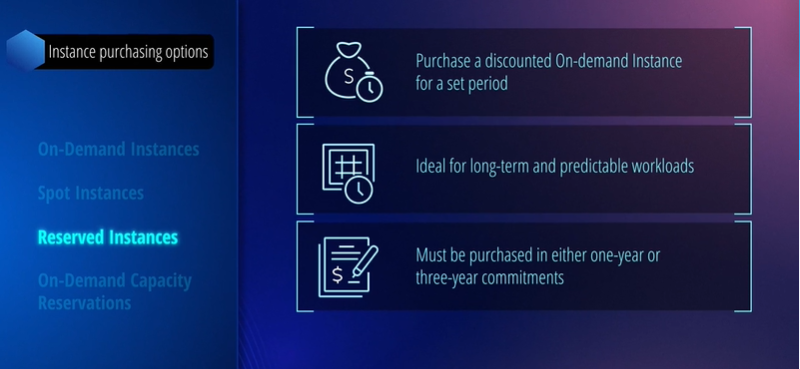 Instance purchasing options
On-Demand Instances
Spot Instances
Reserved Instances
On-Demand Capacity
Reservations
S
Purchase a discounted On-demand Instance
for a set period
Ideal for long-term and predictable workloads
$
Must be purchased in either one-year or
three-year commitments